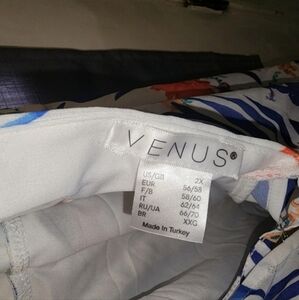 VENUS®
US/GB 2X
EUR 56/58
F/B 58/60
IT 62/64
RU/UA 66/70
BR XXG
Made In Turkey